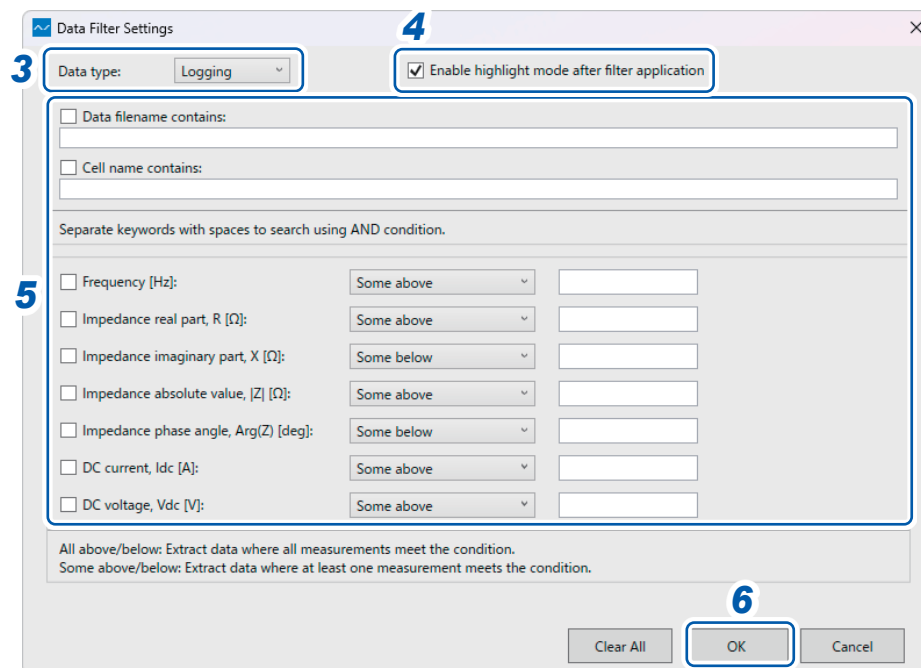 Data Filter Settings
4
3
Data type:
Logging
Enable highlight mode after filter application
Data filename contains:
Cell name contains:
Separate keywords with spaces to search using AND condition.
5
Frequency [Hz]:
Some above
Impedance real part, R [Ω]:
Some above
Impedance imaginary part, X [Ω]:
Some below
Impedance absolute value, |Z| [Ω]:
Some above
Impedance phase angle, Arg(Z) [deg]:
Some below
DC current, Idc [A]:
Some above
DC voltage, Vdc [V]:
Some above
All above/below: Extract data where all measurements meet the condition.
Some above/below: Extract data where at least one measurement meets the condition.
6
Clear All
OK
Cancel